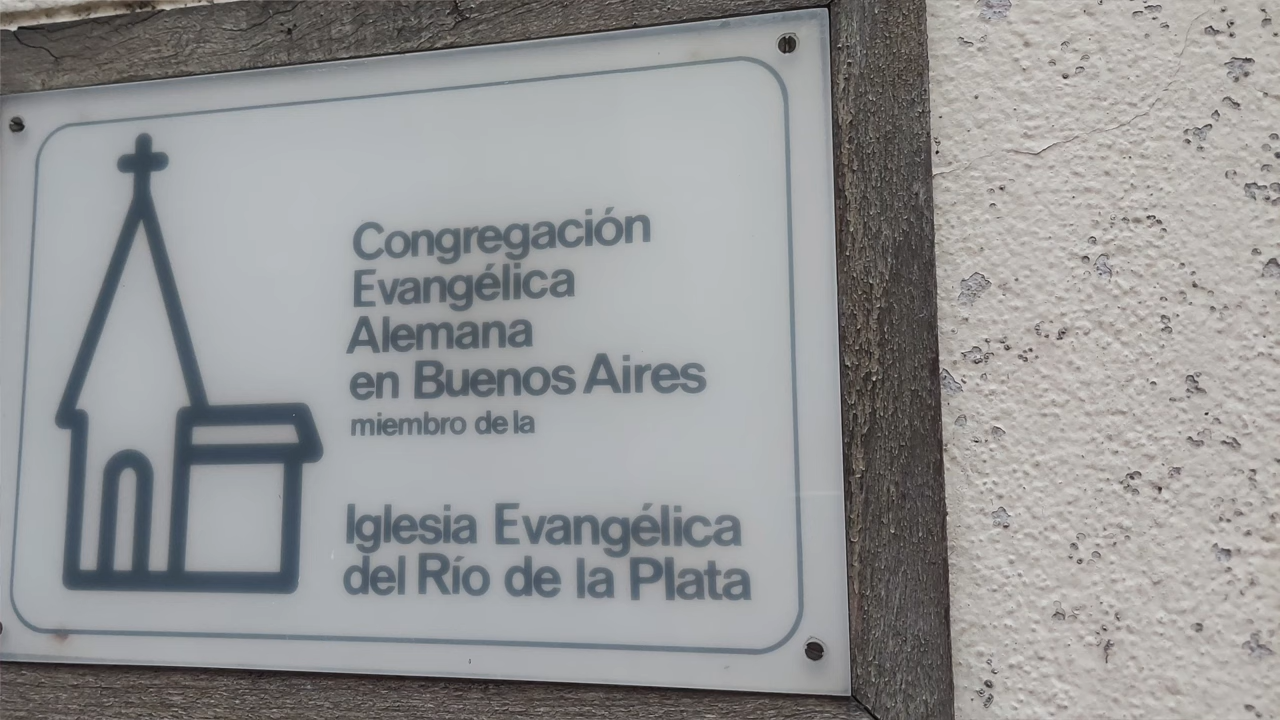 Congregación
Evangélica
Alemana
en Buenos Aires
miembro de la
Iglesia Evangélica
del Río de la Plata